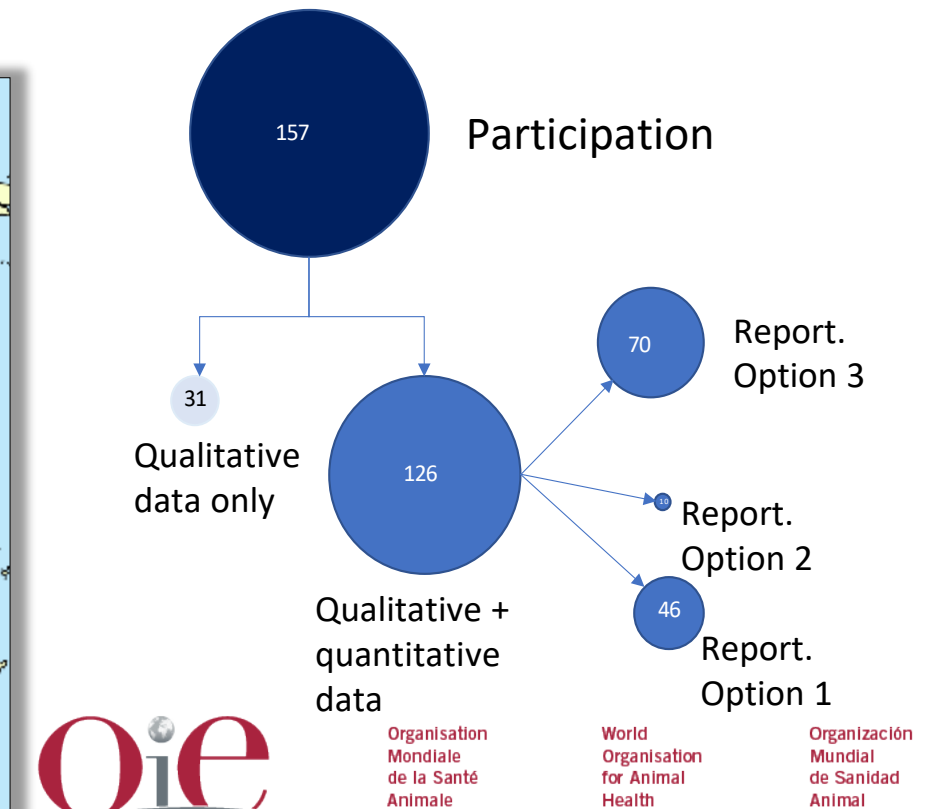 157
Participation
31
Qualitative
data only
126
Qualitative +
quantitative
data
70
Report.
Option 3
10
Report.
Option 2
46
Report.
Option 1
oie
Organisation
Mondiale
de la Santé
Animale
World
Organisation
for Animal
Health
Organización
Mundial
de Sanidad
Animal